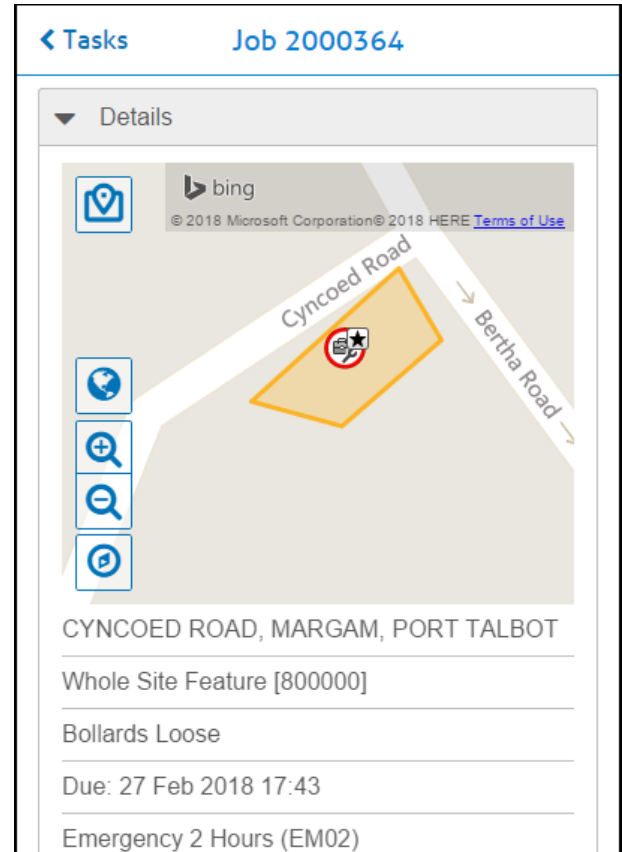 Tasks
Job 2000364
Details
bing
© 2018 Microsoft Corporation© 2018 HERE Terms of Use
Cyncoed Road
Bertha Road
CYNCOED ROAD, MARGAM, PORT TALBOT
Whole Site Feature [800000]
Bollards Loose
Due: 27 Feb 2018 17:43
Emergency 2 Hours (EM02)